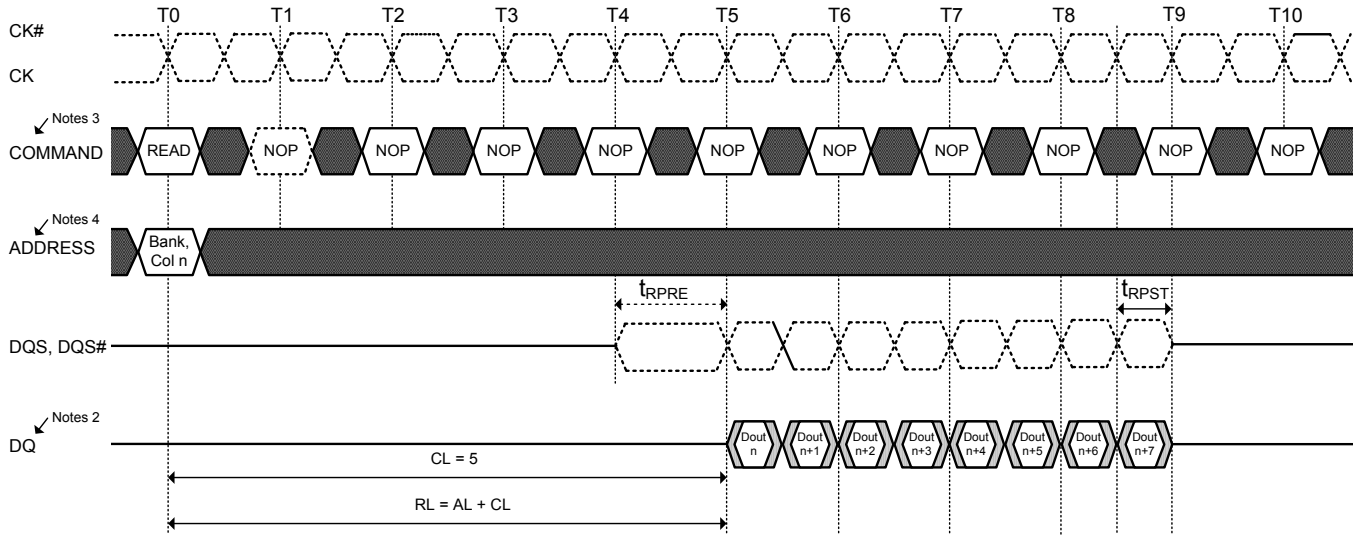 T0 T1 T2 T3 T4 T5 T6 T7 T8 T9 T10
CK#
CK
Notes 3
COMMAND READ NOP NOP NOP NOP NOP NOP NOP NOP NOP NOP
Notes 4
ADDRESS Bank,
Col n
tRPRE tRPST
DQS, DQS#
Notes 2
DQ
Dout Dout Dout Dout Dout Dout Dout Dout
n n+1 n+2 n+3 n+4 n+5 n+6 n+7
CL = 5
RL = AL + CL